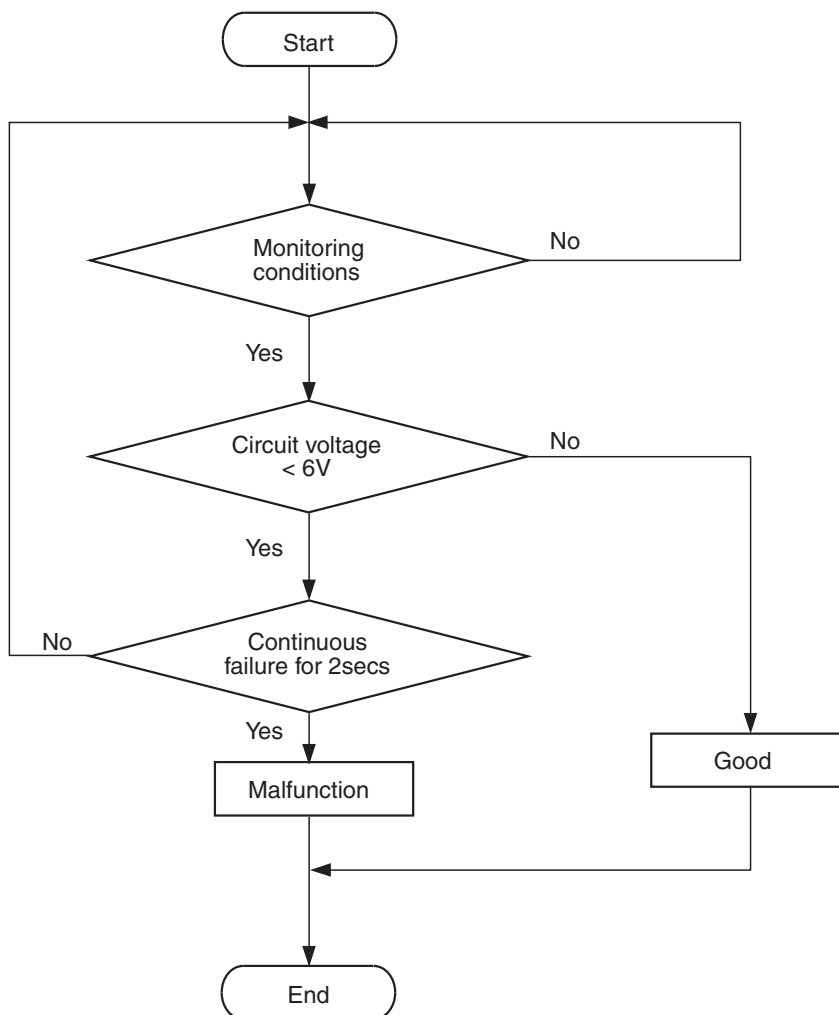 Start
Monitoring
conditions
No
Yes
Circuit voltage
< 6V
No
Yes
Continuous
failure for 2secs
No
Yes
Malfunction
Good
End